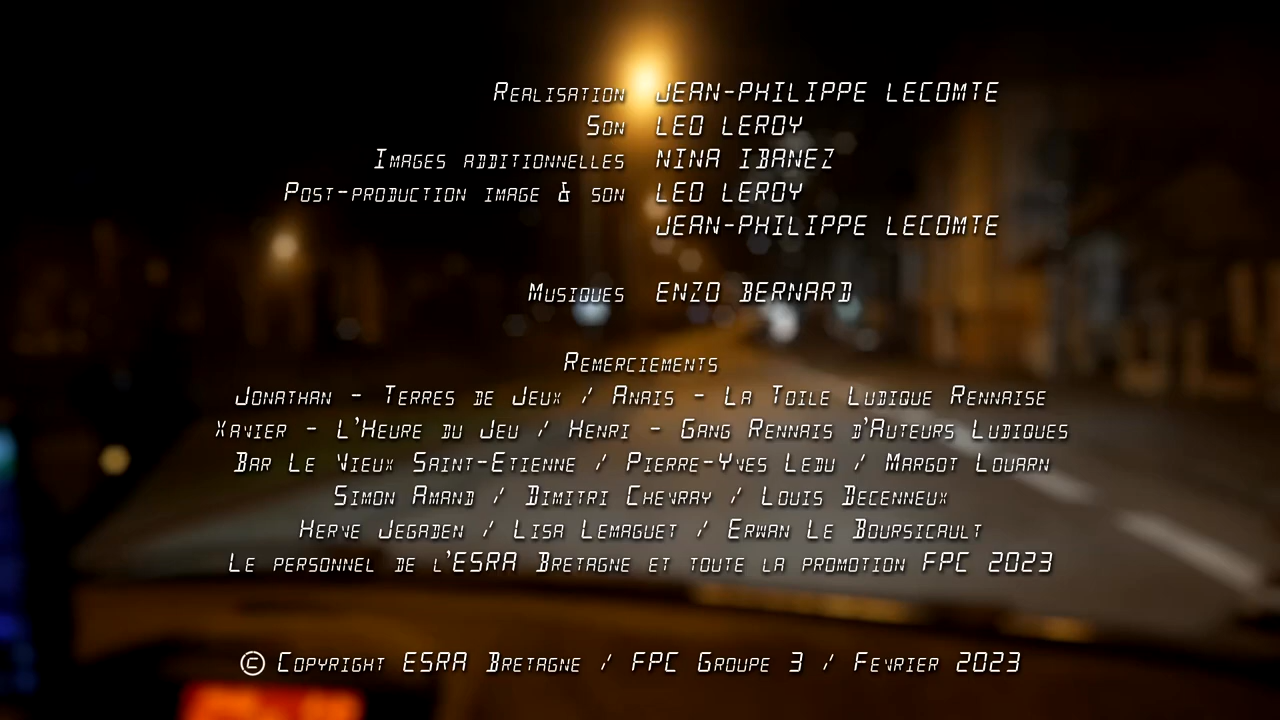 Realisation JEAN-PHILIPPE LECOMTE
Son LEO LEROY
Images additionnelles NINA IBANEZ
Post-production image & son LEO LEROY
JEAN-PHILIPPE LECOMTE
Musiques ENZO BERNARD
Remerciements
Jonathan - Terres de Jeux / Anais - La Toile Ludique Rennaise
Xavier - L'Heure du Jeu / Henri - Gang Rennais d'Auteurs Ludiques
Bar Le Vieux Saint-Etienne / Pierre-Yves Ledu / Margot Louarn
Simon Amand / Dimitri Chevray / Louis Decenneux
Herve Jegaden / Lisa Lemaguet / Erwan Le Boursicault
Le personnel de l'ESRA Bretagne et toute la promotion FPC 2023
© Copyright ESRA Bretagne / FPC Groupe 3 / Fevrier 2023